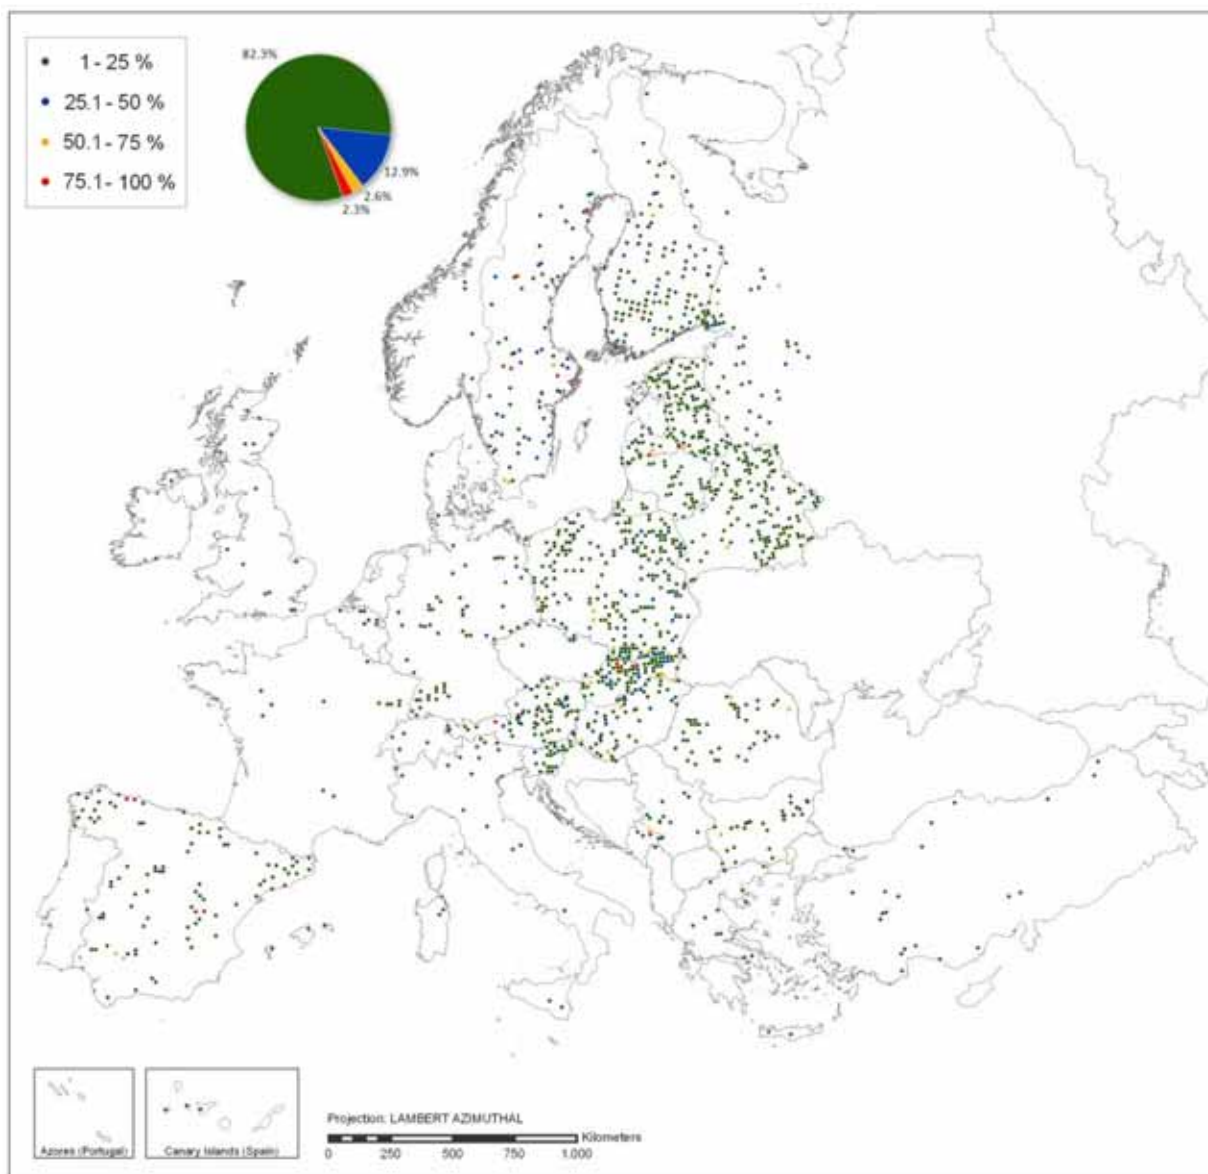 1 - 25 %
25.1 - 50 %
50.1 - 75 %
75.1 - 100 %
82.3%
12.9%
2.6%
2.3%
Azores (Portugal)
Canary Islands (Spain)
Projection: LAMBERT AZIMUTHAL
Kilometers
0 250 500 750 1.000